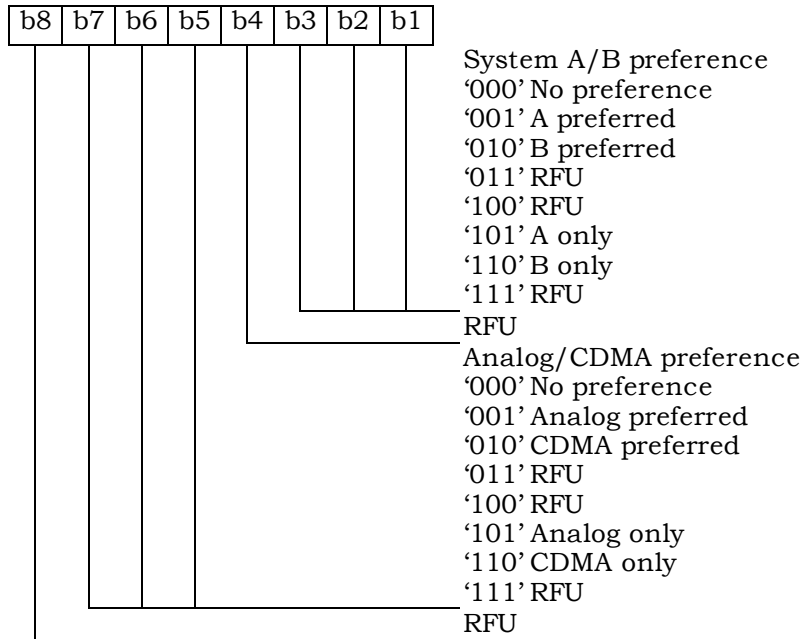 b8 b7 b6 b5 b4 b3 b2 b1
System A/B preference
‘000’ No preference
‘001’ A preferred
‘010’ B preferred
‘011’ RFU
‘100’ RFU
‘101’ A only
‘110’ B only
‘111’ RFU
RFU
Analog/CDMA preference
‘000’ No preference
‘001’ Analog preferred
‘010’ CDMA preferred
‘011’ RFU
‘100’ RFU
‘101’ Analog only
‘110’ CDMA only
‘111’ RFU
RFU